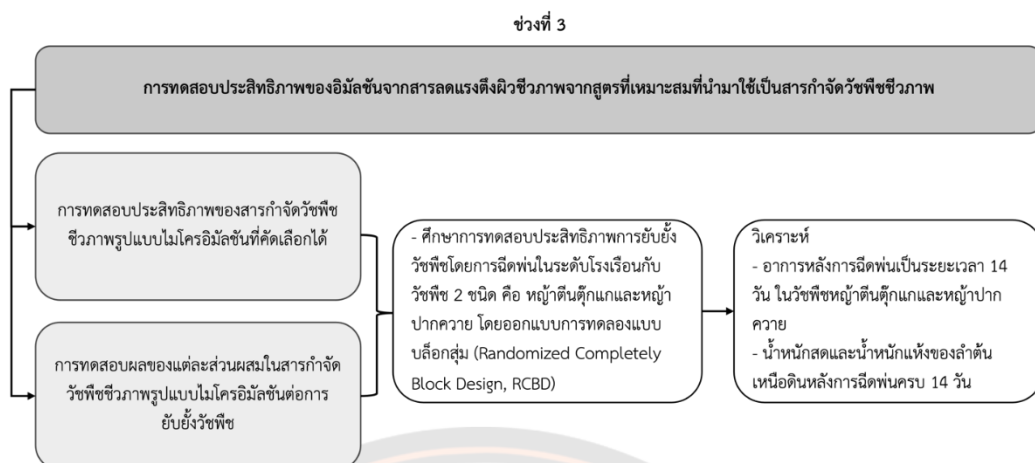 ช่วงที่ 3
การทดสอบประสิทธิภาพของอิมัลชันจากสารลดแรงตึงผิวชีวภาพจากสูตรที่เหมาะสมที่นำมาใช้เป็นสารกำจัดวัชพืชชีวภาพ
การทดสอบประสิทธิภาพของสารกำจัดวัชพืช
ชีวภาพรูปแบบไมโครอิมัลชันที่คัดเลือกได้
การทดสอบผลของแต่ละส่วนผสมในสารกำจัด
วัชพืชชีวภาพรูปแบบไมโครอิมัลชันต่อการ
ยับยั้งวัชพืช
- ศึกษาการทดสอบประสิทธิภาพการยับยั้ง
วัชพืชโดยการฉีดพ่นในระดับโรงเรือนกับ
วัชพืช 2 ชนิด คือ หญ้าตีนตุ๊กแกและหญ้า
ปากควาย โดยออกแบบการทดลองแบบ
บล็อกสุ่ม (Randomized Completely
Block Design, RCBD)
วิเคราะห์
- อาการหลังการฉีดพ่นเป็นระยะเวลา 14
วัน ในวัชพืชหญ้าตีนตุ๊กแกและหญ้าปาก
ควาย
- น้ำหนักสดและน้ำหนักแห้งของลำต้น
เหนือดินหลังการฉีดพ่นครบ 14 วัน